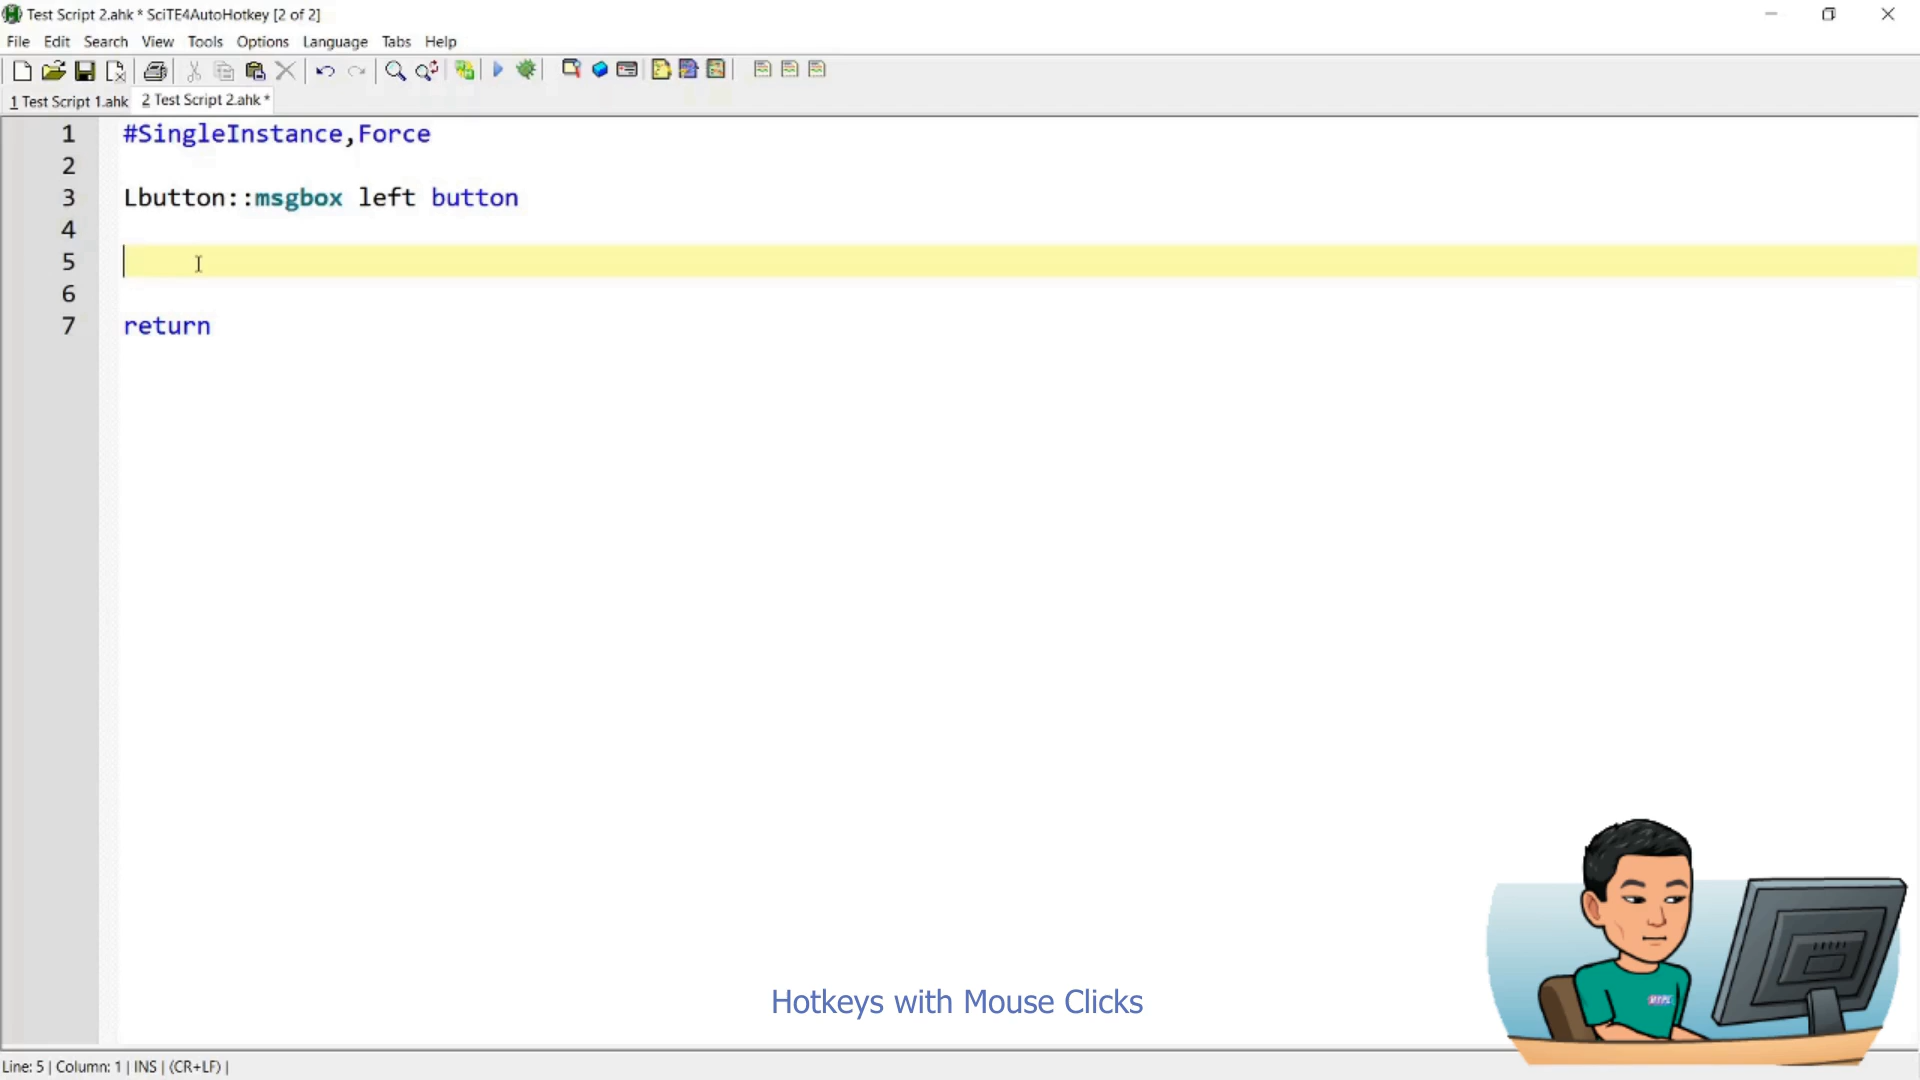 Test Script 2.ahk * SciTE4AutoHotkey [2 of 2]
File Edit Search View Tools Options Language Tabs Help
1 Test Script 1.ahk 2 Test Script 2.ahk *
1 #SingleInstance,Force
2
3 Lbutton::msgbox left button
4
5
6
7 return
Hotkeys with Mouse Clicks
Line: 5 | Column: 1 | INS | (CR+LF) |